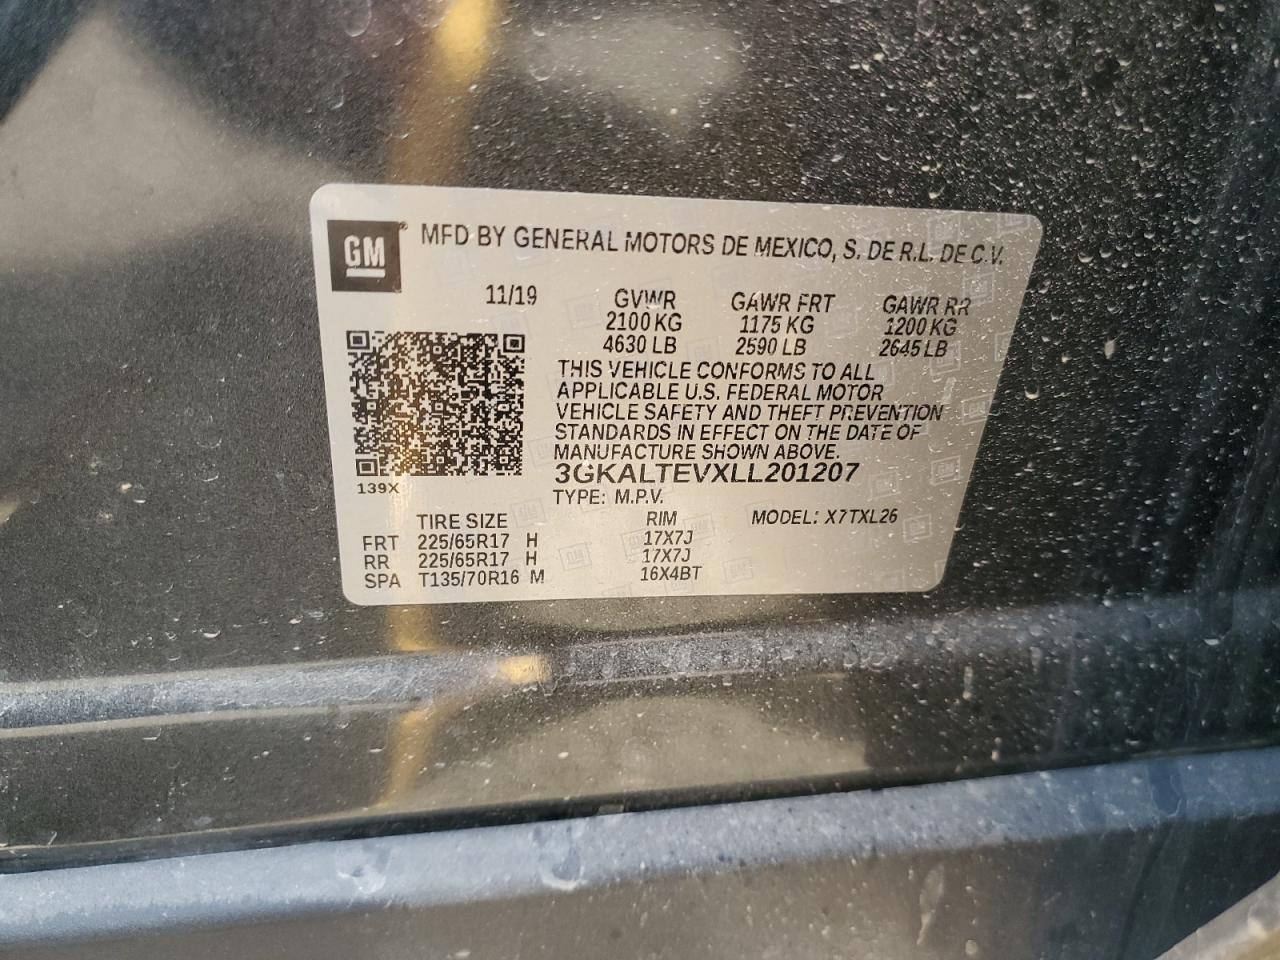 GM® MFD BY GENERAL MOTORS DE MEXICO, S. DE R.L. DE C.V.
11/19 GVWR GAWR FRT GAWR RR
2100 KG 1175 KG 1200 KG
4630 LB 2590 LB 2645 LB
THIS VEHICLE CONFORMS TO ALL
APPLICABLE U.S. FEDERAL MOTOR
VEHICLE SAFETY AND THEFT PREVENTION
STANDARDS IN EFFECT ON THE DATE OF
MANUFACTURE SHOWN ABOVE.
139X 3GKALTEVXLL201207
TYPE: M.P.V.
TIRE SIZE RIM MODEL: X7TXL26
FRT 225/65R17 H 17X7J
RR 225/65R17 H 17X7J
SPA T135/70R16 M 16X4BT